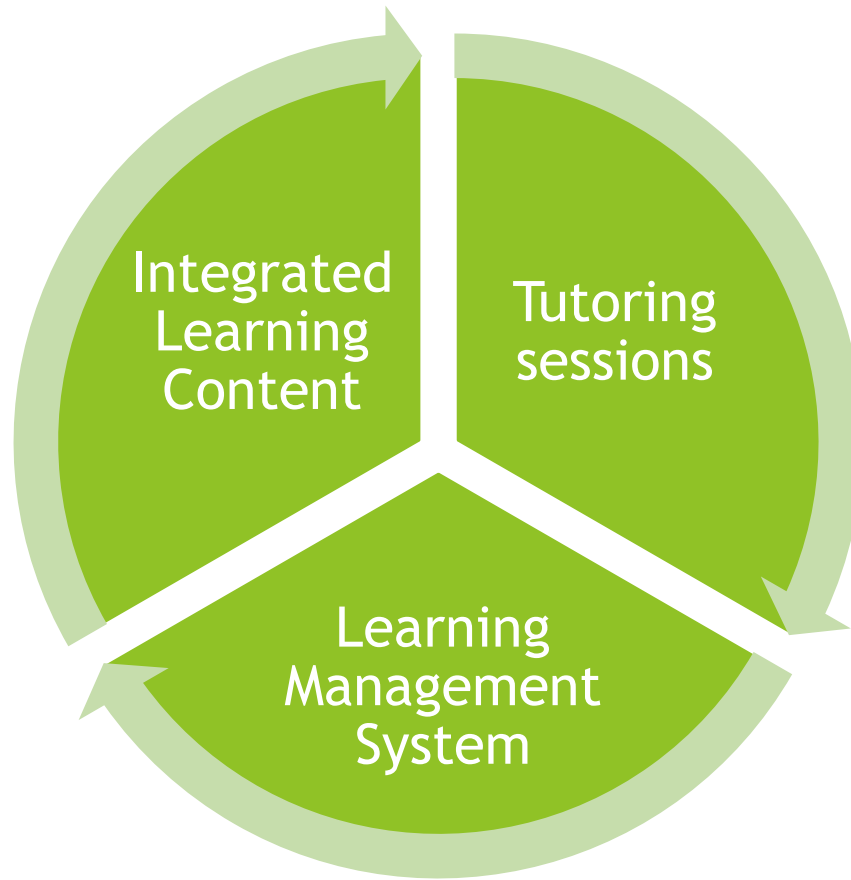 Integrated
Learning
Content
Tutoring
sessions
Learning
Management
System